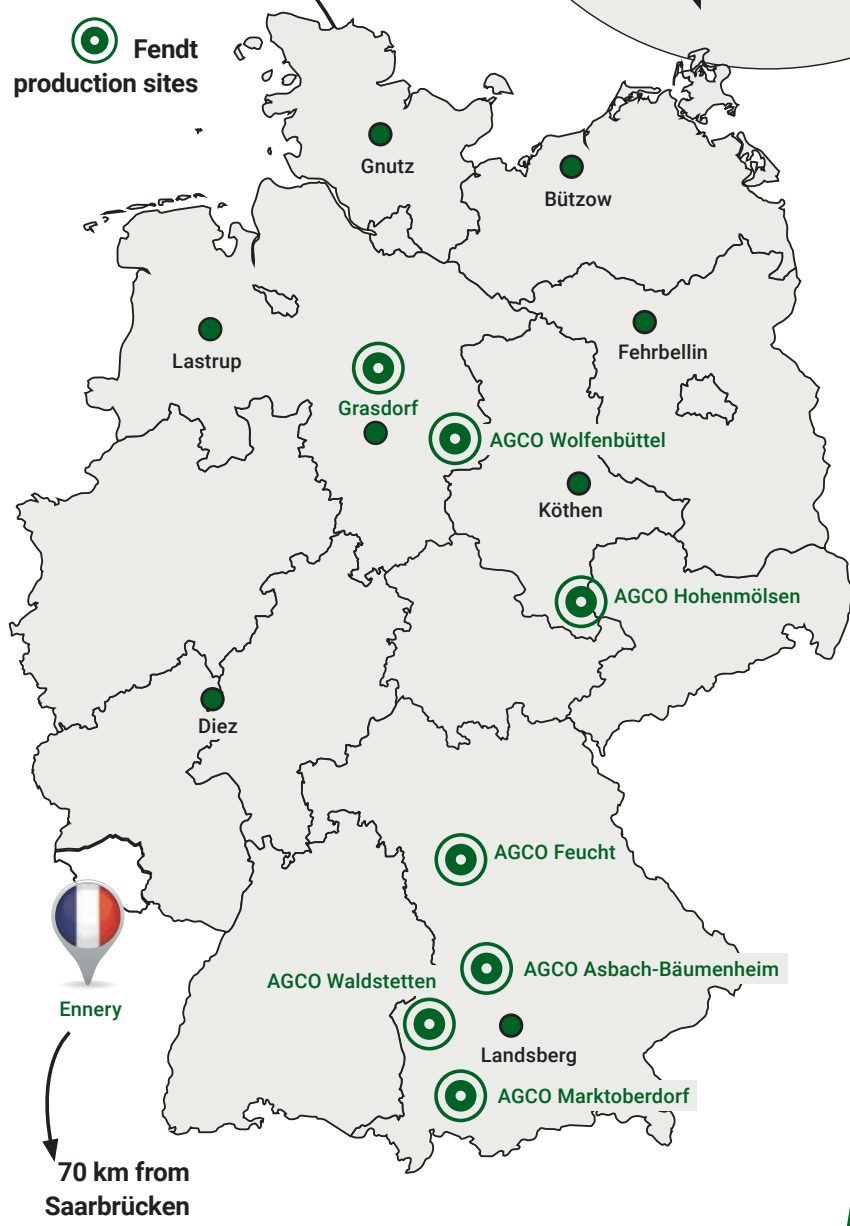 Fendt
production sites
Gnutz
Bützow
Lastrup
Fehrbellin
Grasdorf
AGCO Wolfenbüttel
Köthen
AGCO Hohenmölsen
Diez
AGCO Feucht
AGCO Asbach-Bäumenheim
AGCO Waldstetten
Ennery
Landsberg
AGCO Marktoberdorf
70 km from
Saarbrücken